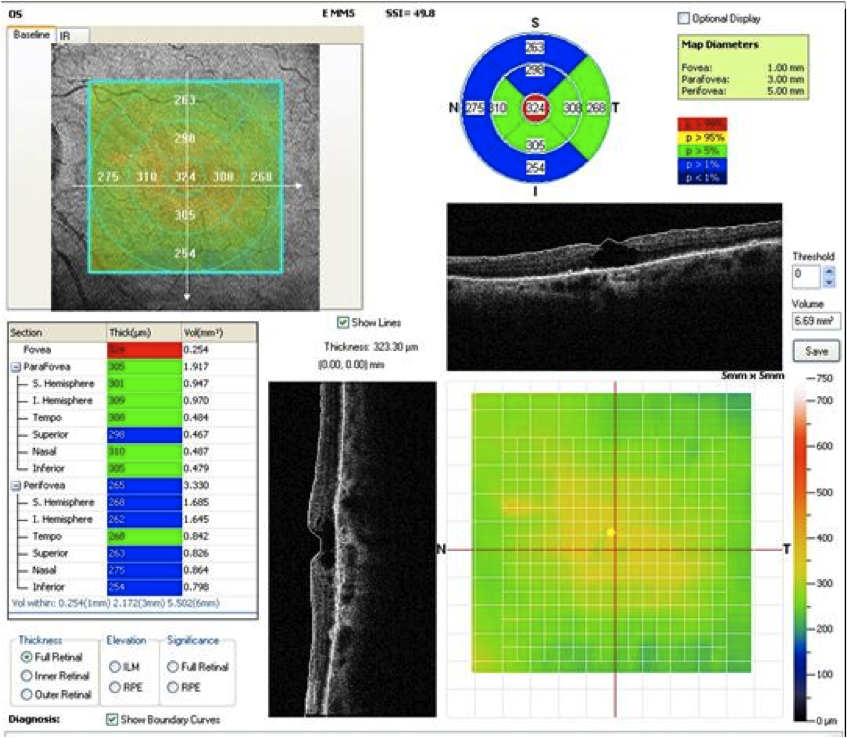 OS E MMS SSI= 49.8
Baseline IR
263
298
275 310 324 308 268
305
254
S
263
298
N 275 310 324 308 268 T
305
254
I
Optional Display
Map Diameters
Fovea: 1.00 mm
Parafovea: 3.00 mm
Perifovea: 5.00 mm
p > 99%
p > 95%
p > 5%
p > 1%
p < 1%
Threshold
0
Volume
6.69 mm³
Save
Show Lines
Thickness: 323.30 µm
(0.00, 0.00) mm
Section Thick(µm) Vol(mm³)
Fovea 324 0.254
ParaFovea 305 1.917
S. Hemisphere 301 0.947
I. Hemisphere 309 0.970
Tempo 308 0.484
Superior 298 0.467
Nasal 310 0.487
Inferior 305 0.479
Perifovea 265 3.330
S. Hemisphere 268 1.685
I. Hemisphere 262 1.645
Tempo 268 0.842
Superior 263 0.826
Nasal 275 0.864
Inferior 254 0.798
Vol within: 0.254(1mm) 2.172(3mm) 5.502(6mm)
5mm x 5mm
N T
750
700
600
500
400
300
200
100
0 µm
Thickness
Full Retinal
Inner Retinal
Outer Retinal
Elevation
ILM
RPE
Significance
Full Retinal
RPE
Diagnosis: Show Boundary Curves